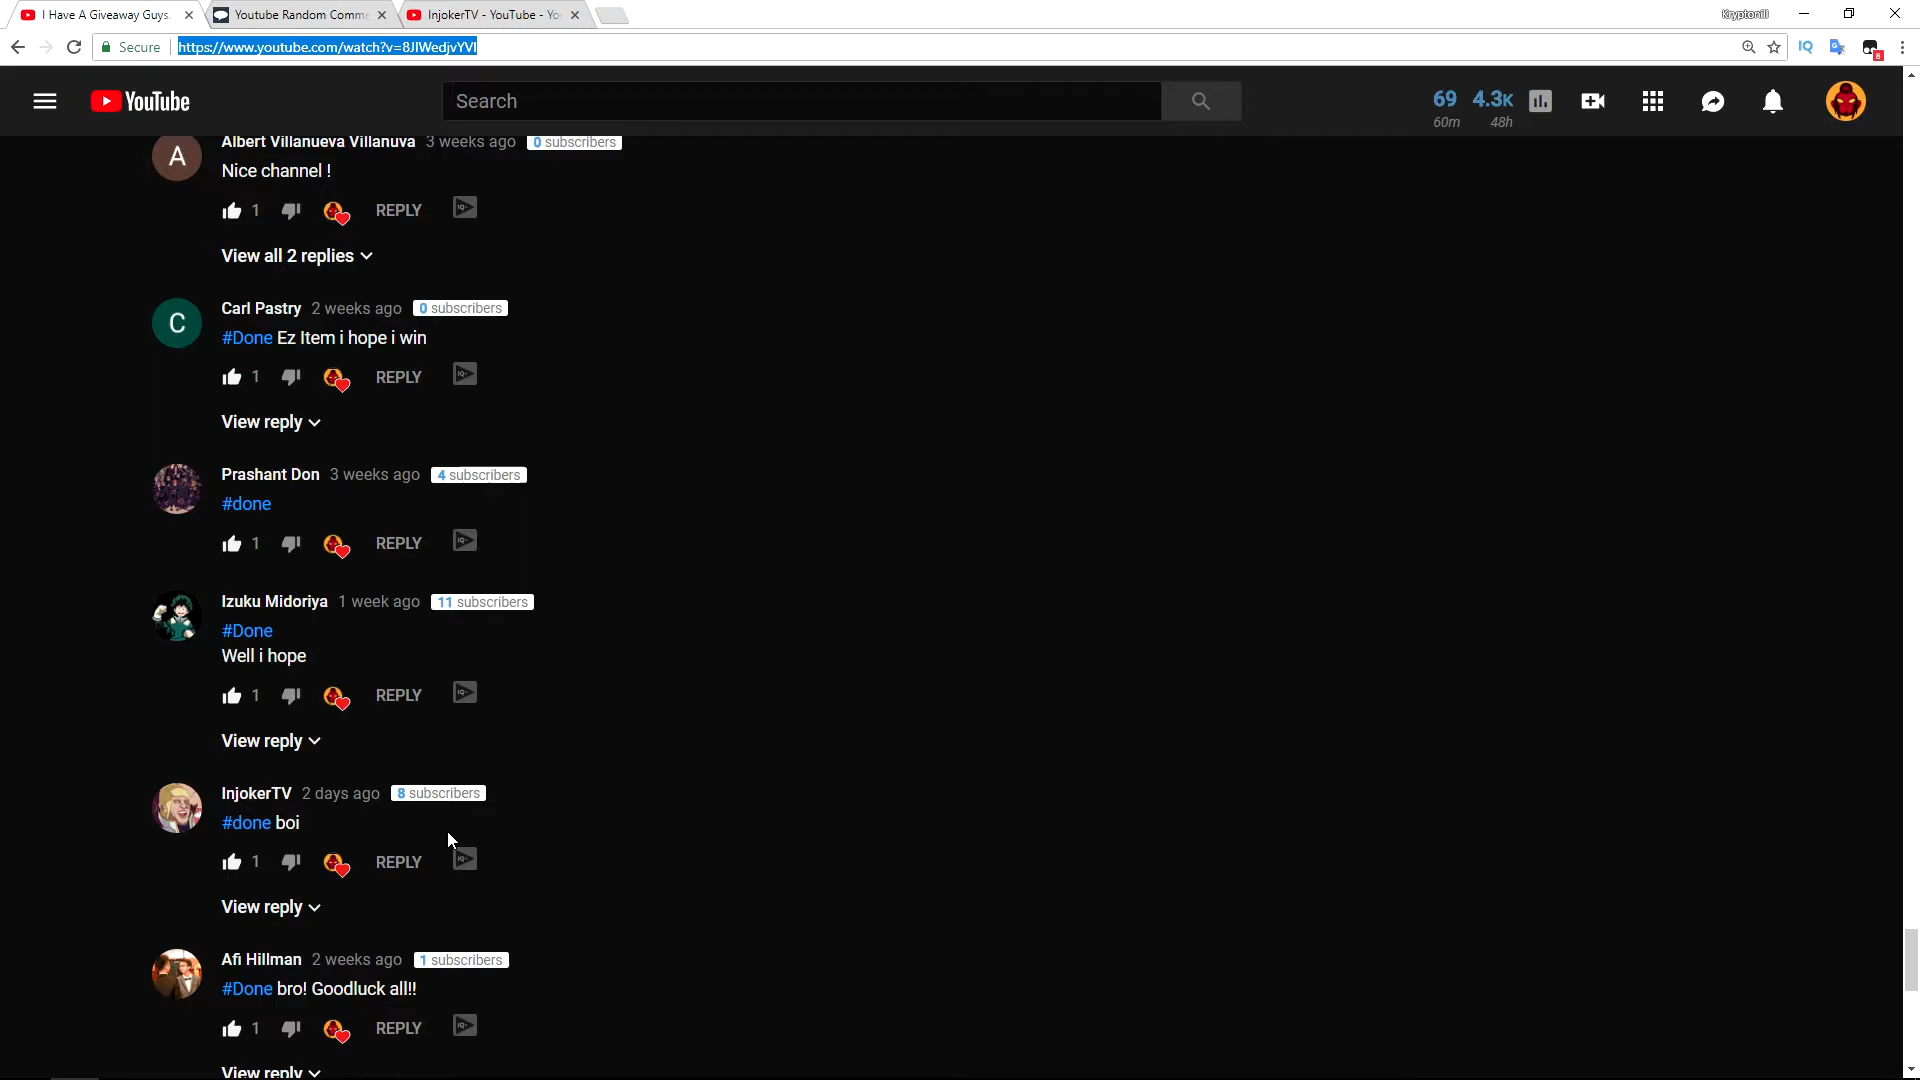 I Have A Giveaway Guys.
Youtube Random Comme
InjokerTV - YouTube - Yo
Kryptonill
Secure
https://www.youtube.com/watch?v=8JlWedjvYVI
IQ
8
YouTube
Search
69 4.3K
60m 48h
Albert Villanueva Villanuva 3 weeks ago 0 subscribers
A
Nice channel !
1 REPLY
View all 2 replies
Carl Pastry 2 weeks ago 0 subscribers
C
#Done Ez Item i hope i win
1 REPLY
View reply
Prashant Don 3 weeks ago 4 subscribers
#done
1 REPLY
Izuku Midoriya 1 week ago 11 subscribers
#Done
Well i hope
1 REPLY
View reply
InjokerTV 2 days ago 8 subscribers
#done boi
1 REPLY
View reply
Afi Hillman 2 weeks ago 1 subscribers
#Done bro! Goodluck all!!
1 REPLY
View reply